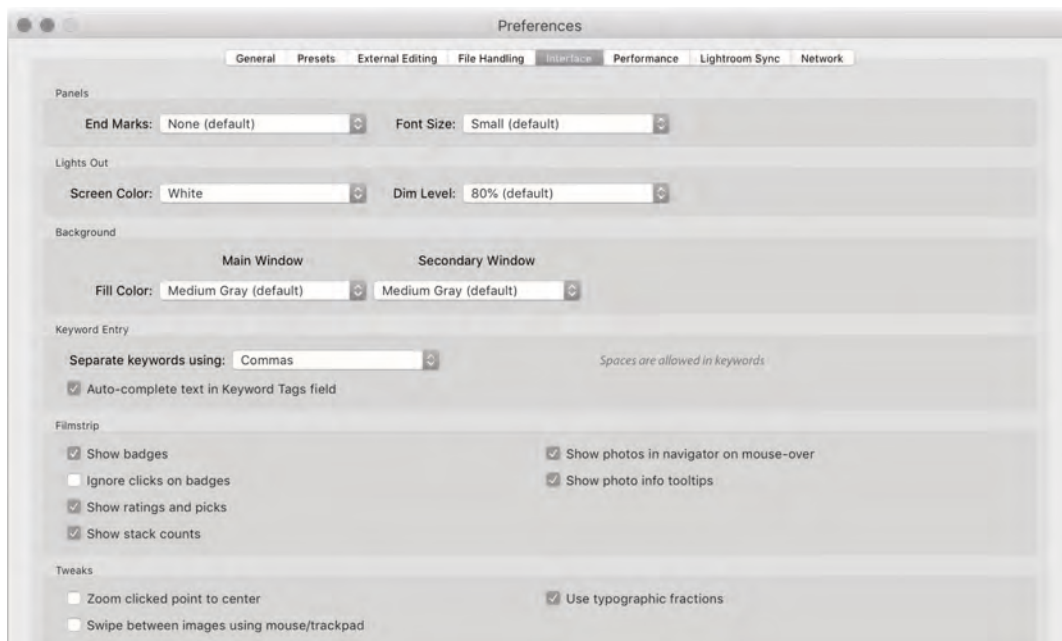 Preferences
General Presets External Editing File Handling Interface Performance Lightroom Sync Network
Panels
End Marks: None (default) Font Size: Small (default)
Lights Out
Screen Color: White Dim Level: 80% (default)
Background
Main Window Secondary Window
Fill Color: Medium Gray (default) Medium Gray (default)
Keyword Entry
Separate keywords using: Commas Spaces are allowed in keywords
Auto-complete text in Keyword Tags field
Filmstrip
Show badges Show photos in navigator on mouse-over
Ignore clicks on badges Show photo info tooltips
Show ratings and picks
Show stack counts
Tweaks
Zoom clicked point to center Use typographic fractions
Swipe between images using mouse/trackpad